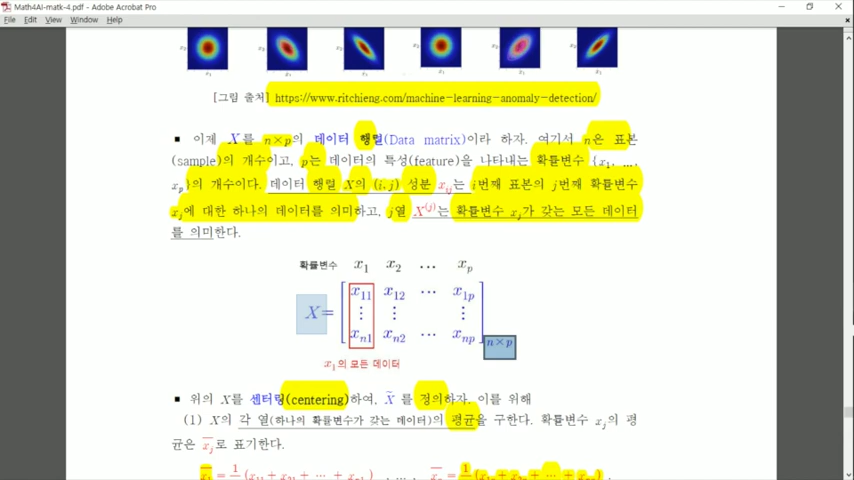 Math4AI-matk-4.pdf - Adobe Acrobat Pro
File Edit View Window Help
[그림 출처] https://www.ritchieng.com/machine-learning-anomaly-detection/
▪ 이제 X를 n×p의 데이터 행렬(Data matrix)이라 하자. 여기서 n은 표본
(sample)의 개수이고, p는 데이터의 특성(feature)을 나타내는 확률변수 {x₁, ...,
xₚ}의 개수이다. 데이터 행렬 X의 (i, j) 성분 xᵢⱼ는 i번째 표본의 j번째 확률변수
xⱼ에 대한 하나의 데이터를 의미하고, j열 X⁽ʲ⁾는 확률변수 xⱼ가 갖는 모든 데이터
를 의미한다.
확률변수 x₁ x₂ ⋯ xₚ
x₁₁ x₁₂ ⋯ x₁ₚ
X = ⋮ ⋮ ⋮
xₙ₁ xₙ₂ ⋯ xₙₚ n×p
x₁의 모든 데이터
▪ 위의 X를 센터링(centering)하여, X̃ 를 정의하자. 이를 위해
(1) X의 각 열(하나의 확률변수가 갖는 데이터)의 평균을 구한다. 확률변수 xⱼ의 평
균은 x̄ⱼ로 표기한다.